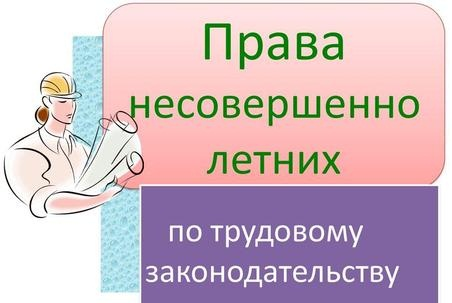 Права
несовершенно
летних
по трудовому
законодательству